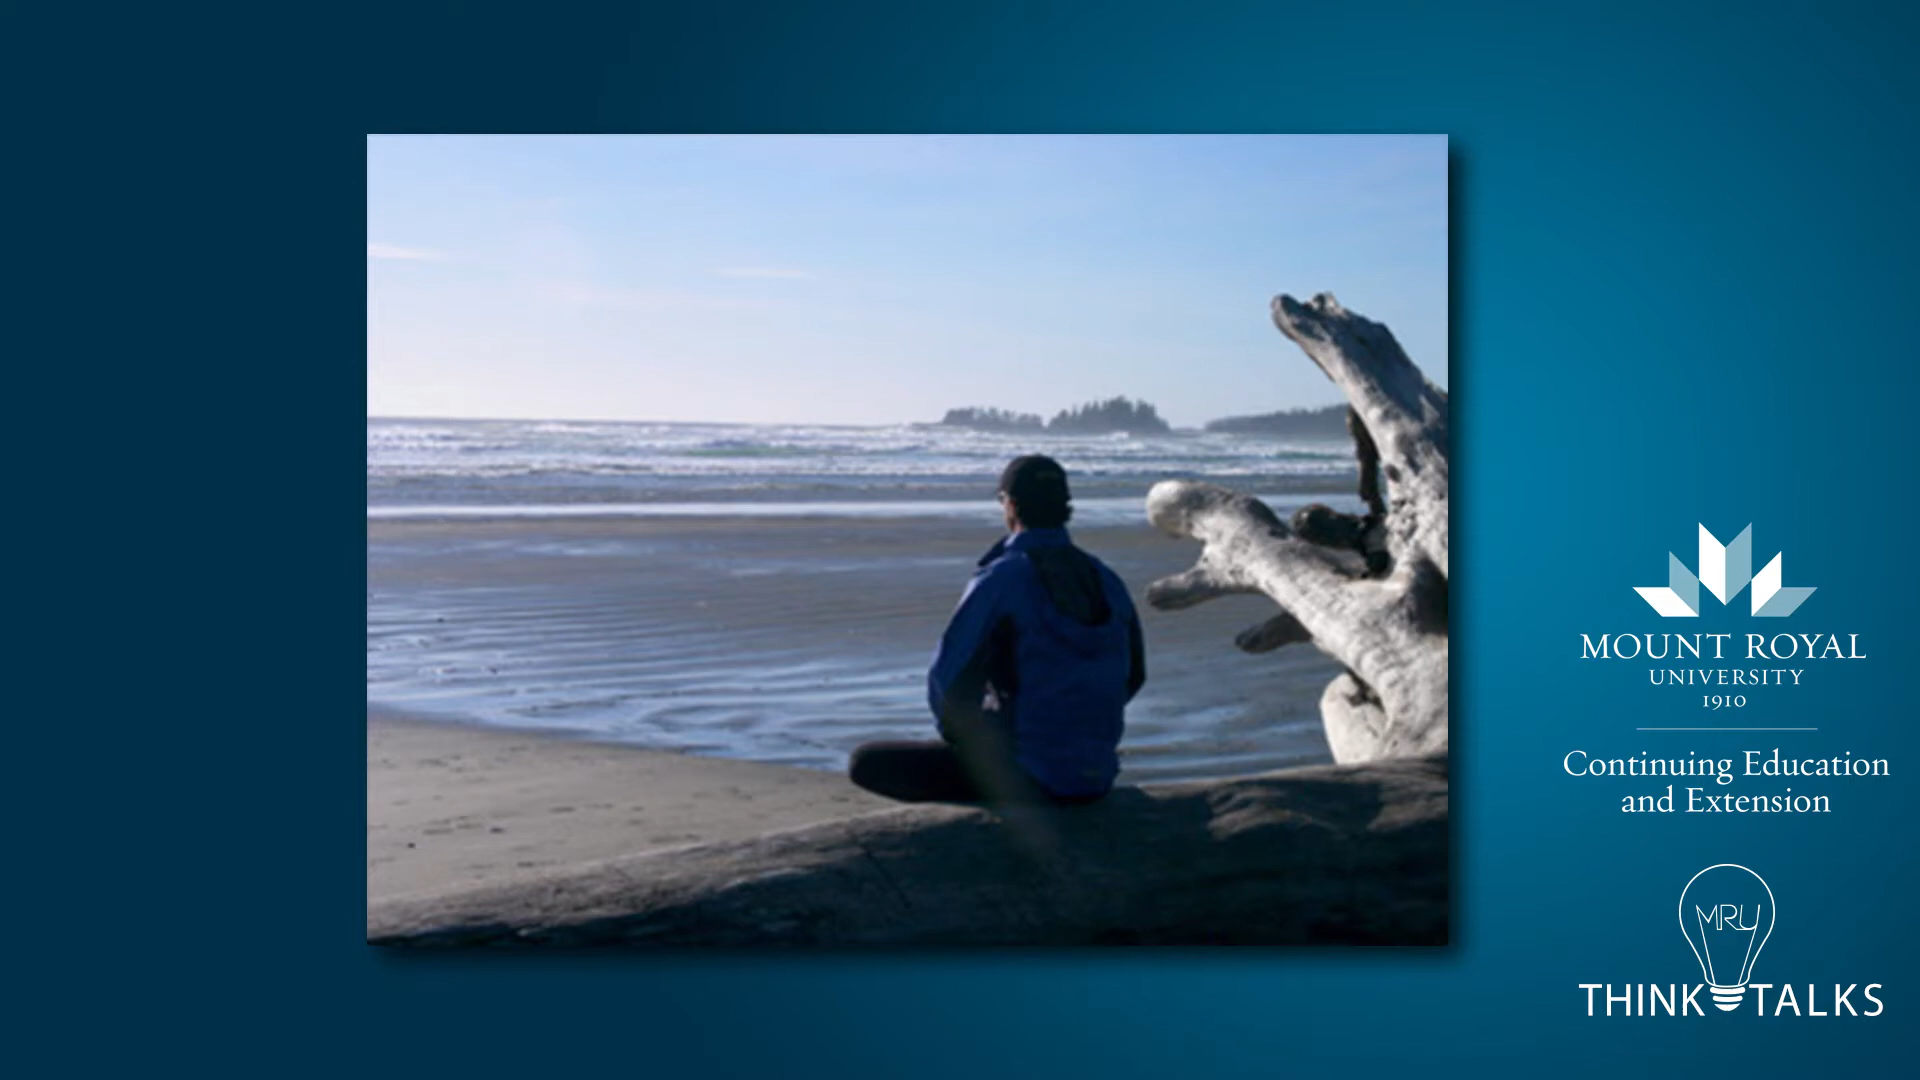 MOUNT ROYAL
UNIVERSITY
1910
Continuing Education
and Extension
MRU
THINK TALKS